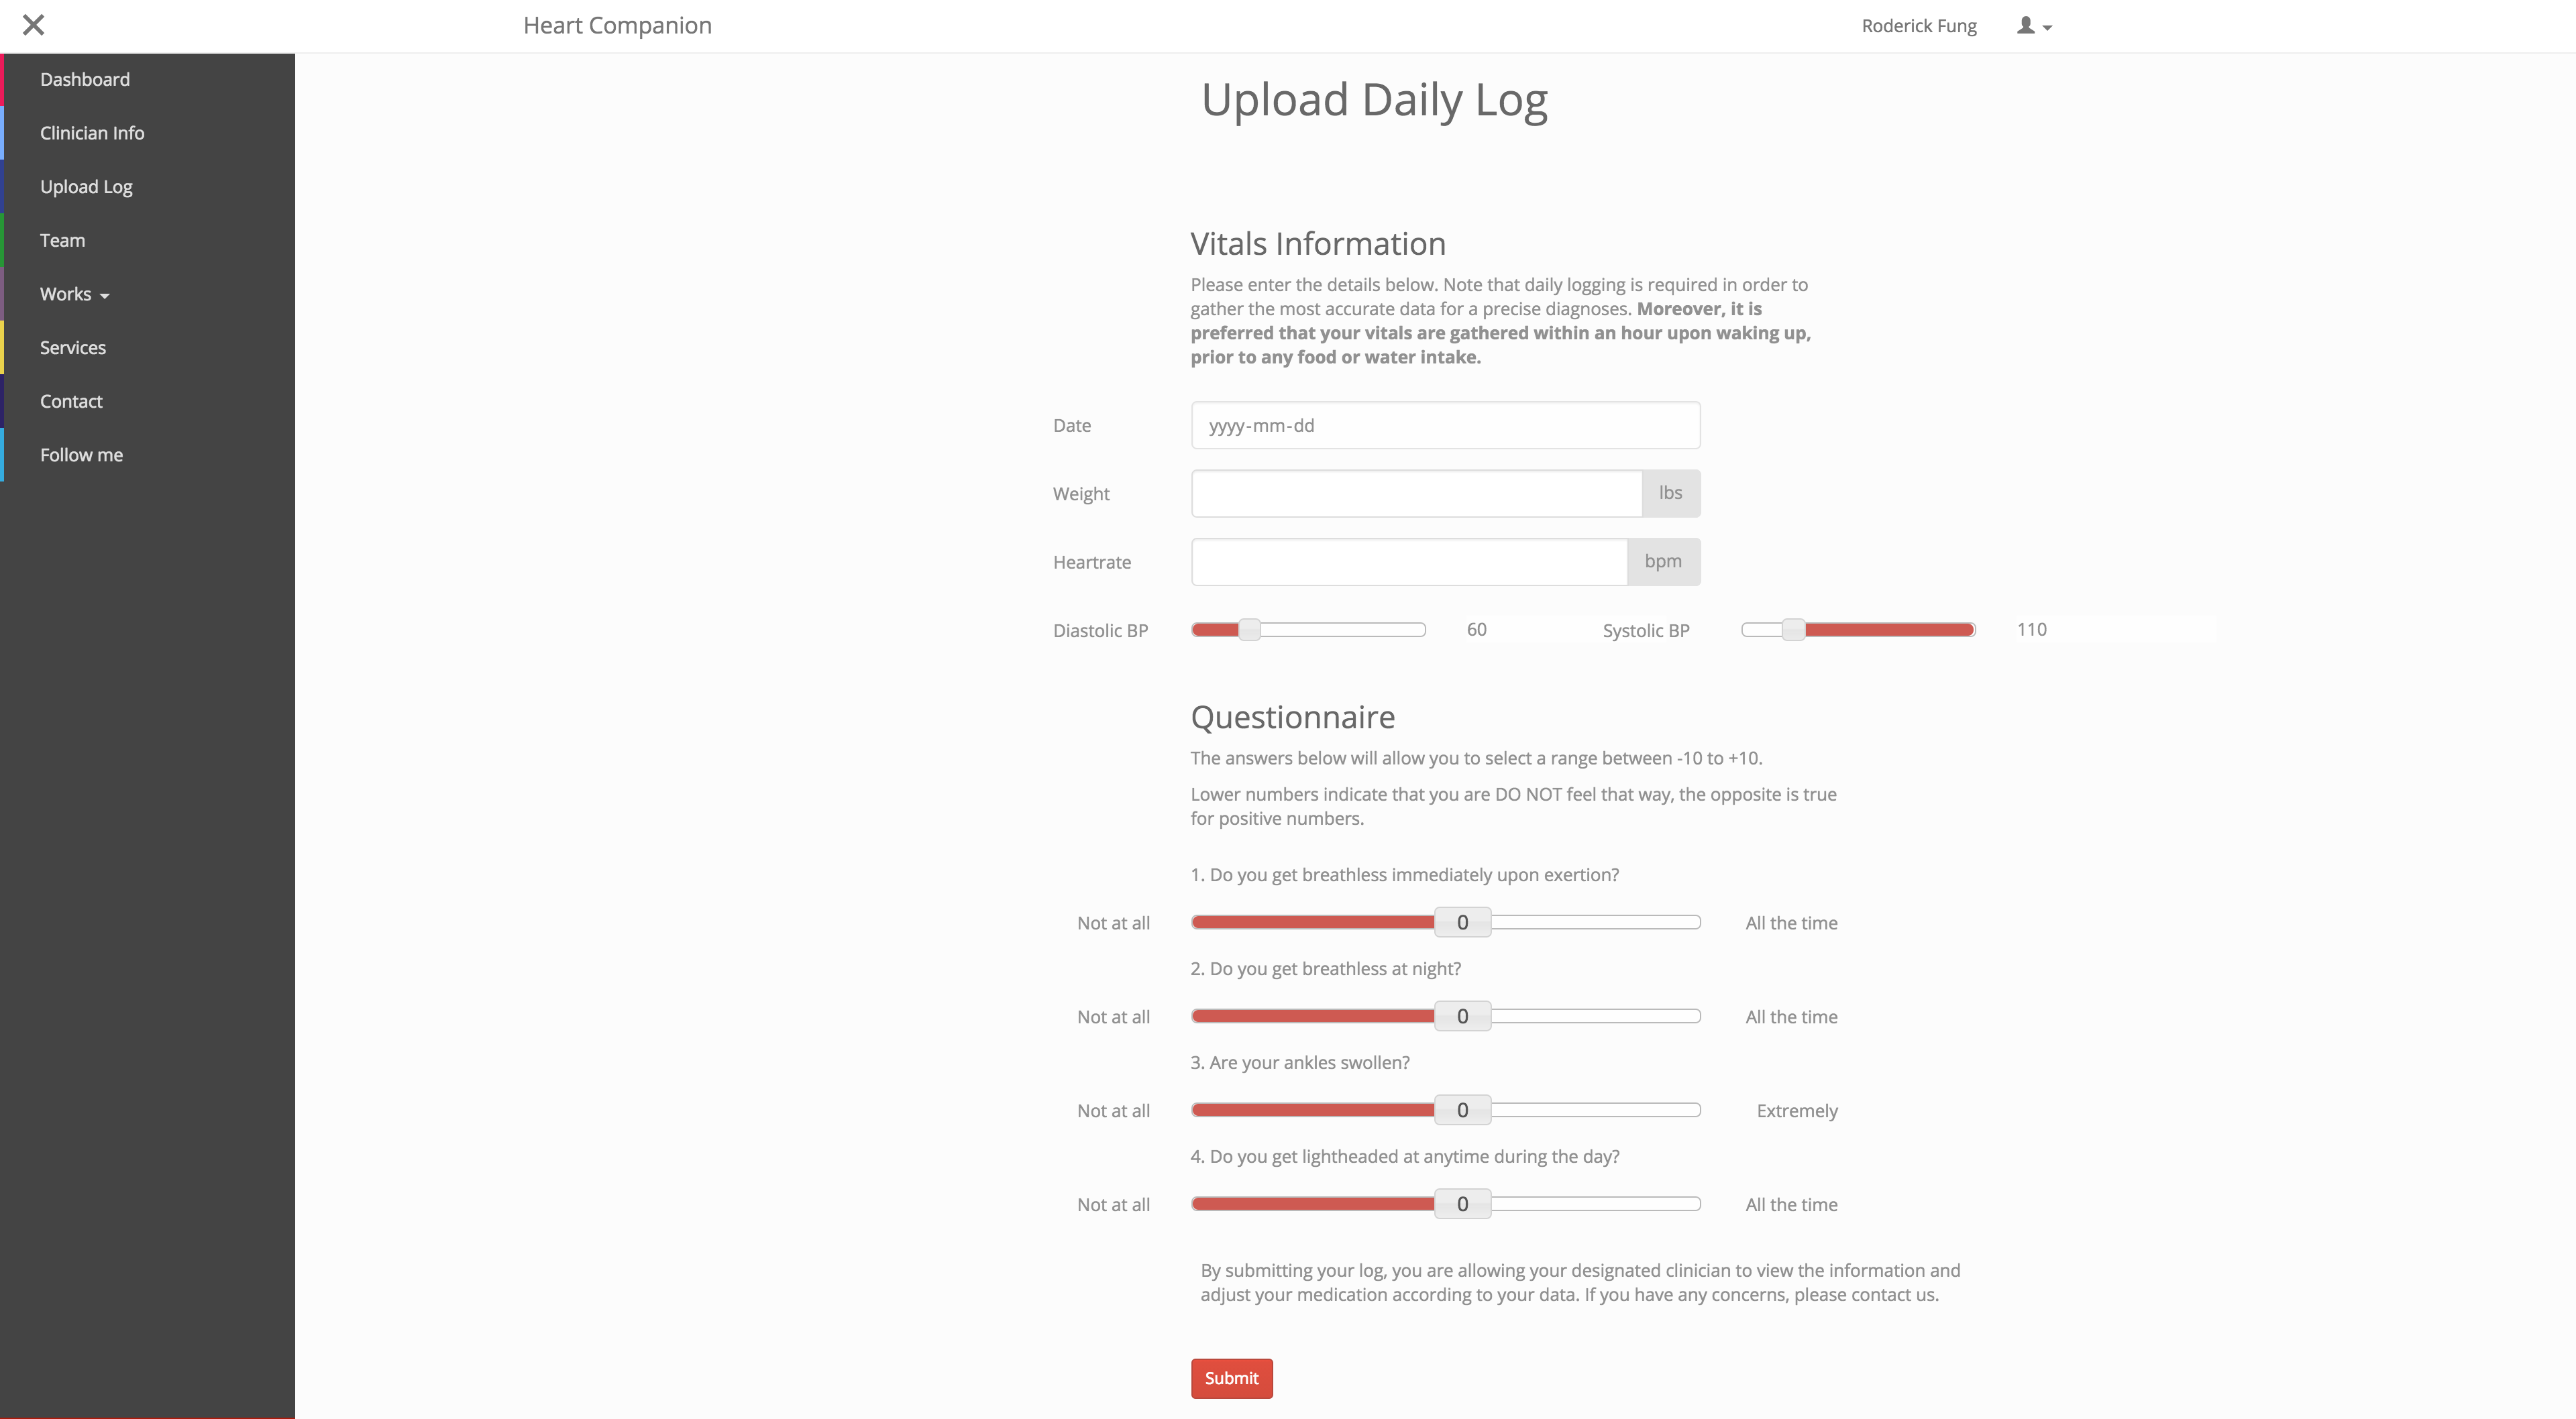 Heart Companion
Roderick Fung
Dashboard
Clinician Info
Upload Log
Team
Works
Services
Contact
Follow me
Upload Daily Log
Vitals Information
Please enter the details below. Note that daily logging is required in order to
gather the most accurate data for a precise diagnoses. Moreover, it is
preferred that your vitals are gathered within an hour upon waking up,
prior to any food or water intake.
Date
yyyy-mm-dd
Weight
lbs
Heartrate
bpm
Diastolic BP
60
Systolic BP
110
Questionnaire
The answers below will allow you to select a range between -10 to +10.
Lower numbers indicate that you are DO NOT feel that way, the opposite is true
for positive numbers.
1. Do you get breathless immediately upon exertion?
Not at all
0
All the time
2. Do you get breathless at night?
Not at all
0
All the time
3. Are your ankles swollen?
Not at all
0
Extremely
4. Do you get lightheaded at anytime during the day?
Not at all
0
All the time
By submitting your log, you are allowing your designated clinician to view the information and
adjust your medication according to your data. If you have any concerns, please contact us.
Submit